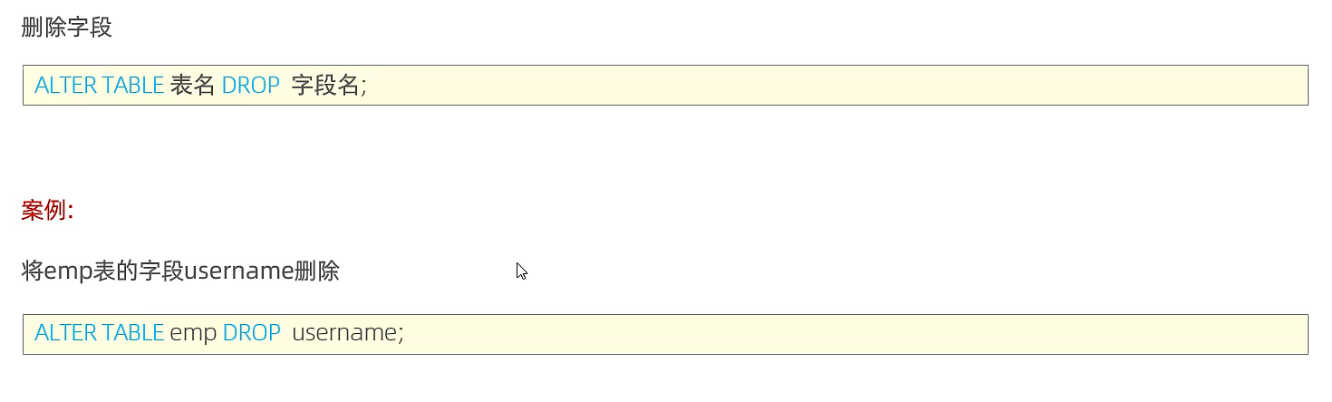 删除字段
ALTER TABLE 表名 DROP 字段名;
案例:
将emp表的字段username删除
ALTER TABLE emp DROP username;